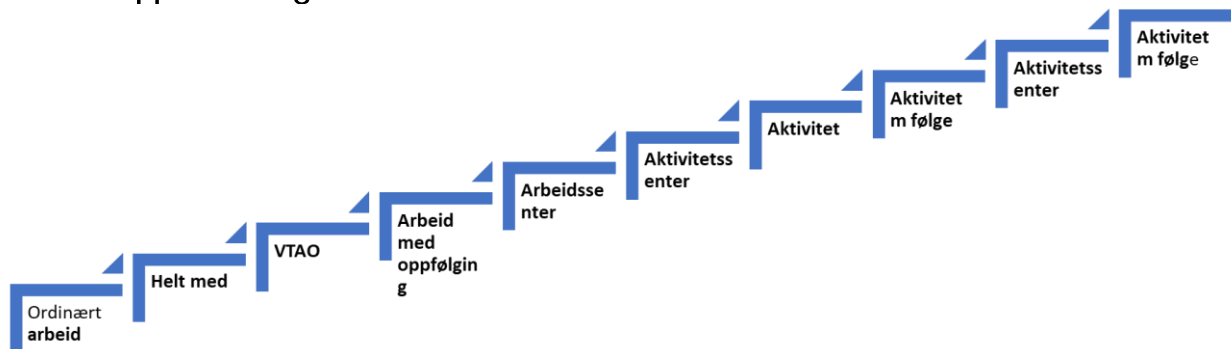 Ordinært
arbeid
Helt med
VTAO
Arbeid
med
oppfølgin
g
Arbeidsse
nter
Aktivitetss
enter
Aktivitet
Aktivitet
m følge
Aktivitetss
enter
Aktivitet
m følge